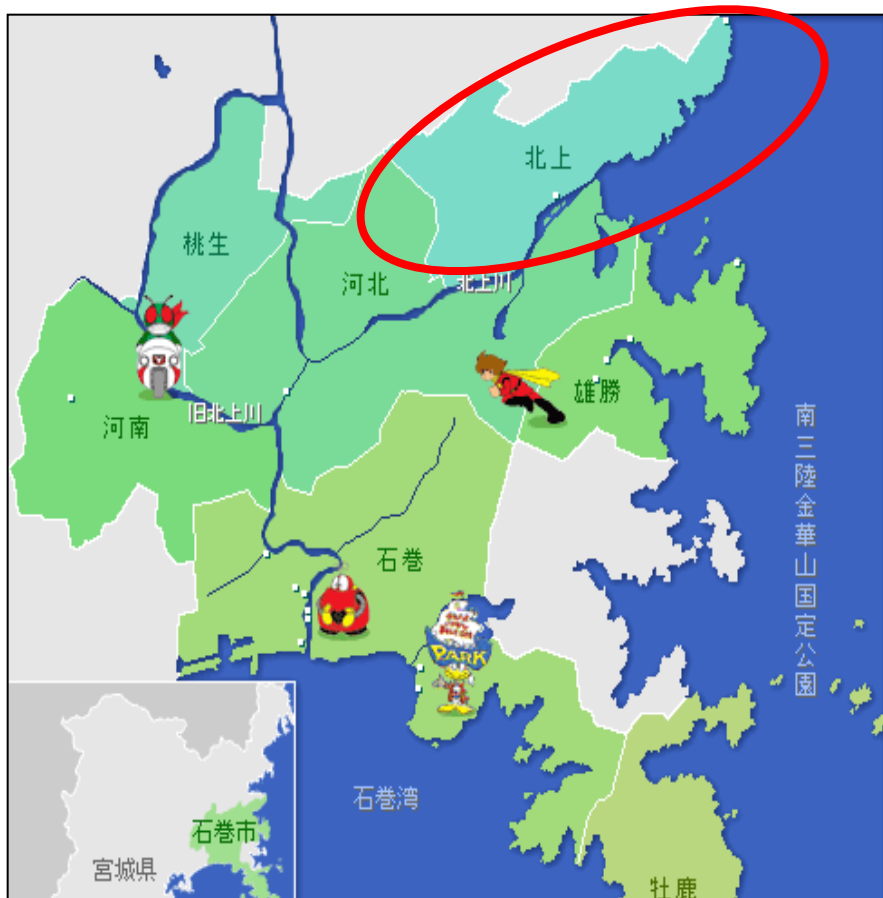 北上
桃生
河北
北上川
雄勝
旧北上川
河南
南三陸金華山国定公園
石巻
PARK
石巻湾
石巻市
宮城県
牡鹿